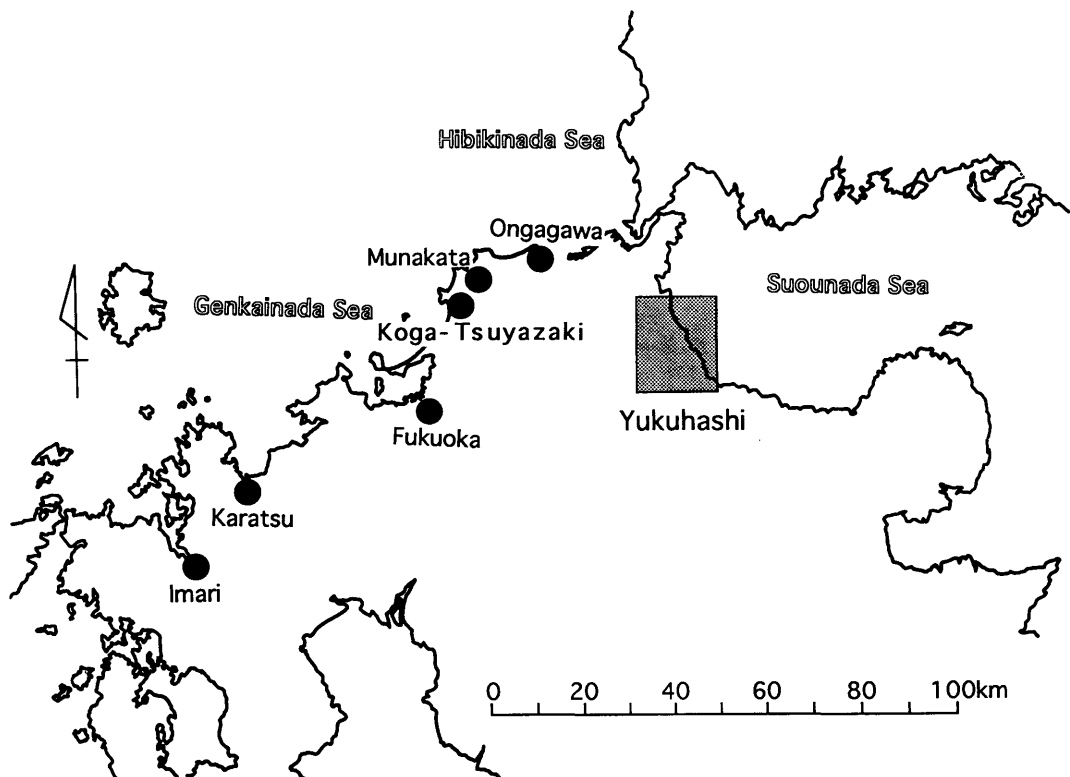 Hibikinada Sea
Ongagawa
Munakata
Suounada Sea
Genkainada Sea
Koga-Tsuyazaki
Yukuhashi
Fukuoka
Karatsu
Imari
0 20 40 60 80 100km